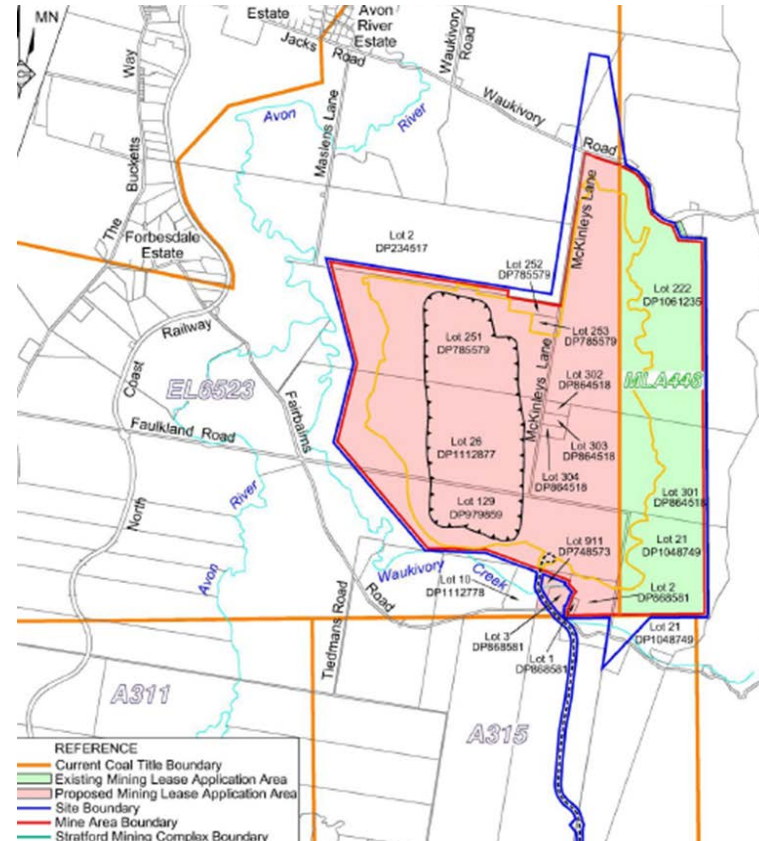 MN
Estate
Avon
River
Estate
Jacks Road
Waukivory
Road
Way
Bucketts
The
Avon
River
Maslens Lane
Waukivory
Road
McKinleys Lane
Forbesdale
Estate
Lot 2
DP234517
Lot 252
DP785579
Lot 222
DP1061235
Railway
Coast
North
Lot 251
DP785579
Lot 253
DP785579
McKinleys Lane
Lot 302
DP864518
MLA446
EL6523
Fairbairns
Road
Faulkland Road
Lot 26
DP1112877
Lot 303
DP864518
Lot 304
DP864518
River
Avon
Lot 129
DP979859
Lot 301
DP864518
Lot 911
DP748573
Lot 21
DP1048749
Waukivory
Creek
Lot 10
DP1112778
Lot 2
DP868581
Tiedmans Road
Lot 3
DP868581
Lot 1
DP868581
Lot 21
DP1048749
A311
A315
REFERENCE
Current Coal Title Boundary
Existing Mining Lease Application Area
Proposed Mining Lease Application Area
Site Boundary
Mine Area Boundary
Stratford Mining Complex Boundary